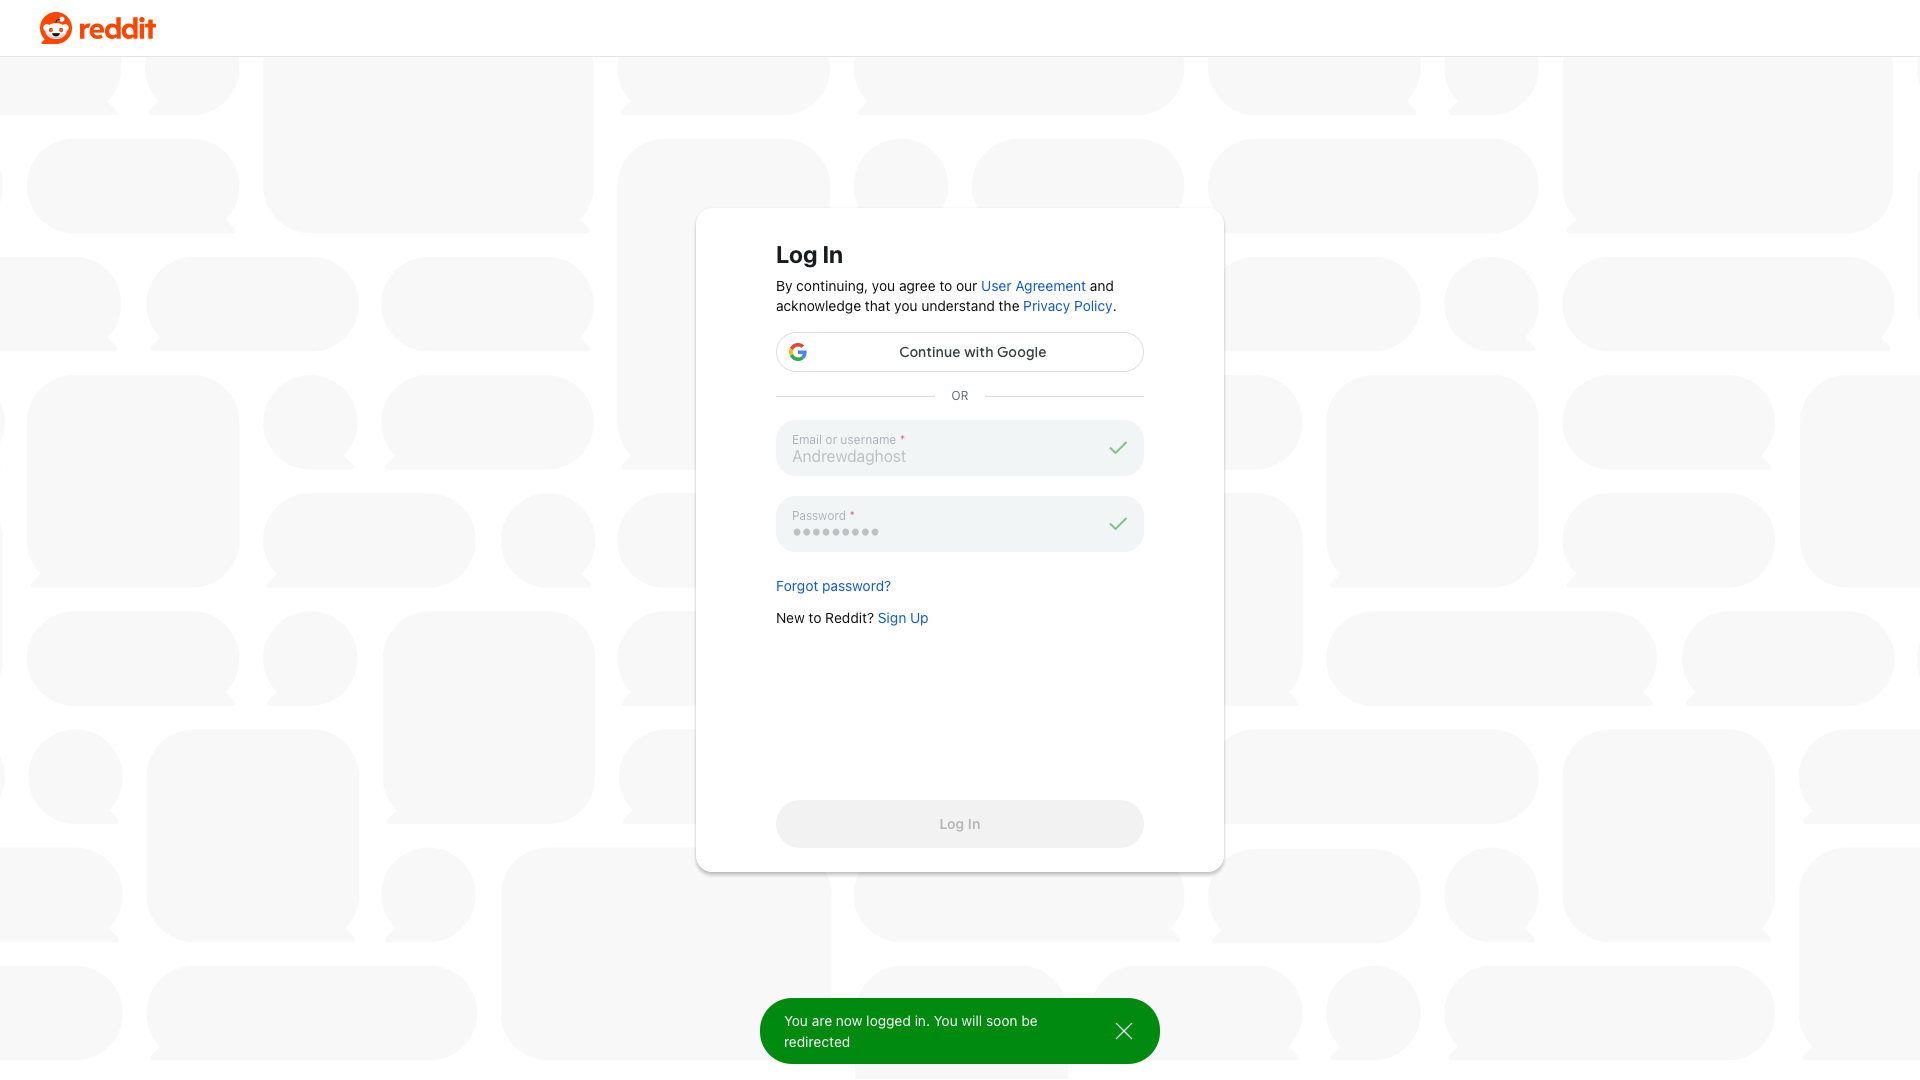 reddit
Log In
By continuing, you agree to our User Agreement and
acknowledge that you understand the Privacy Policy.
Continue with Google
OR
Email or username *
Andrewdaghost
Password *
●●●●●●●●●
Forgot password?
New to Reddit? Sign Up
Log In
You are now logged in. You will soon be
redirected